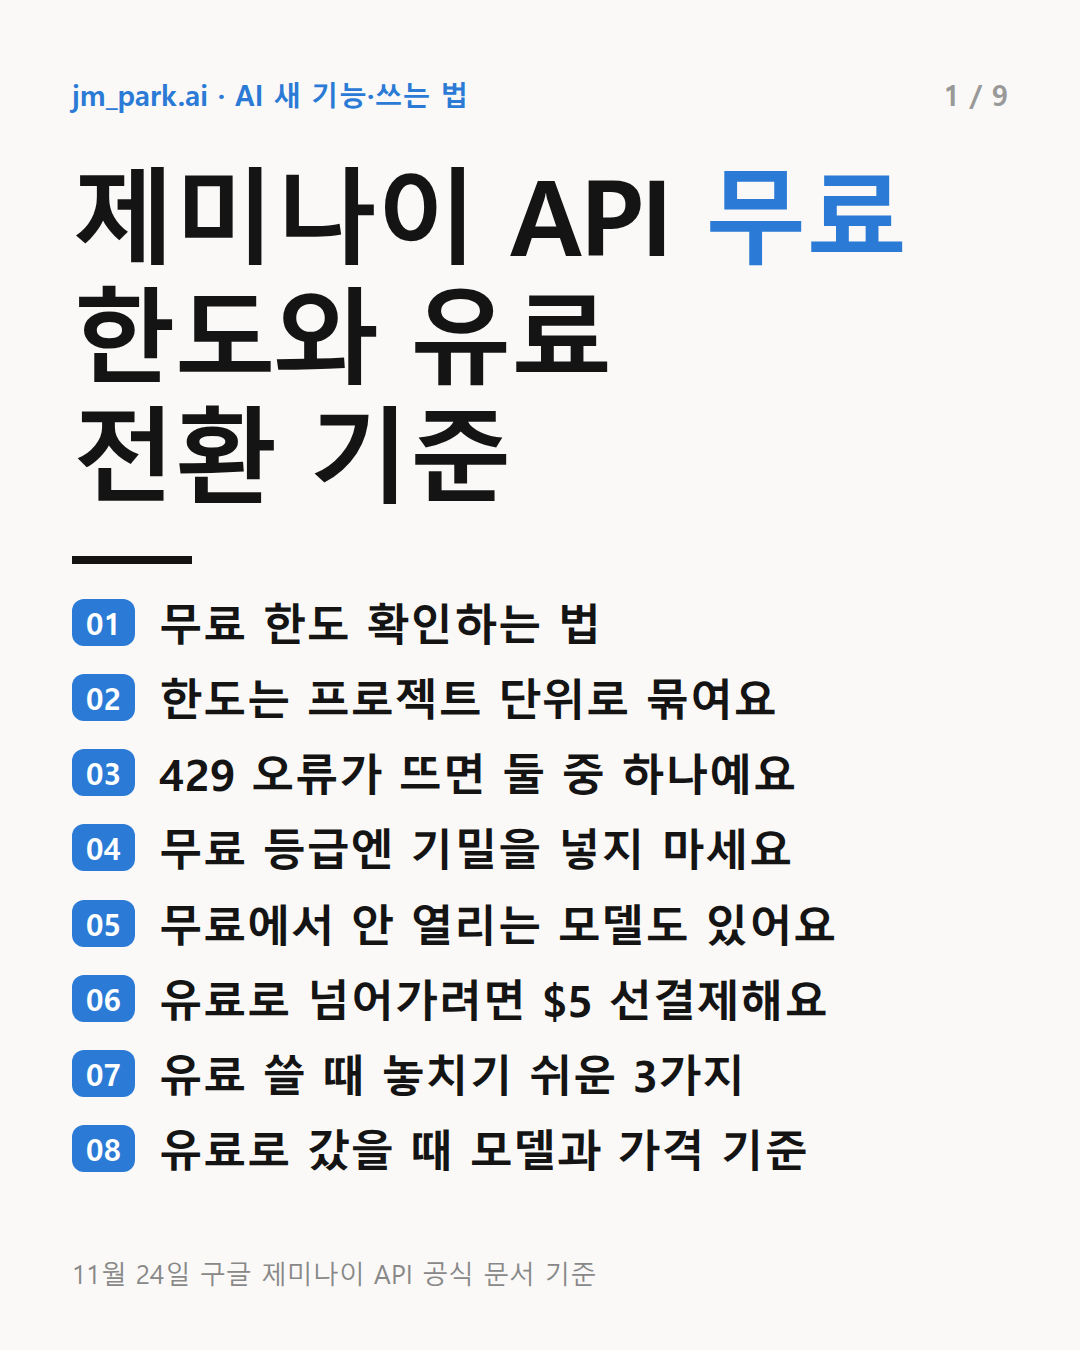 jm_park.ai · AI 새 기능·쓰는 법
1 / 9
제미나이 API 무료
한도와 유료
전환 기준
01 무료 한도 확인하는 법
02 한도는 프로젝트 단위로 묶여요
03 429 오류가 뜨면 둘 중 하나예요
04 무료 등급엔 기밀을 넣지 마세요
05 무료에서 안 열리는 모델도 있어요
06 유료로 넘어가려면 $5 선결제해요
07 유료 쓸 때 놓치기 쉬운 3가지
08 유료로 갔을 때 모델과 가격 기준
11월 24일 구글 제미나이 API 공식 문서 기준